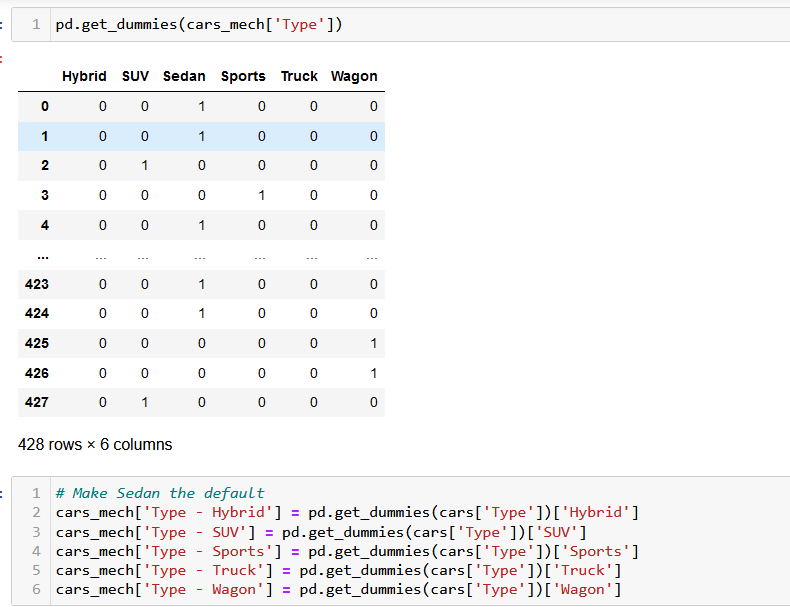 1 pd.get_dummies(cars_mech['Type'])
Hybrid SUV Sedan Sports Truck Wagon
0 0 0 1 0 0 0
1 0 0 1 0 0 0
2 0 1 0 0 0 0
3 0 0 0 1 0 0
4 0 0 1 0 0 0
... ... ... ... ... ... ...
423 0 0 1 0 0 0
424 0 0 1 0 0 0
425 0 0 0 0 0 1
426 0 0 0 0 0 1
427 0 1 0 0 0 0
428 rows × 6 columns
1 # Make Sedan the default
2 cars_mech['Type - Hybrid'] = pd.get_dummies(cars['Type'])['Hybrid']
3 cars_mech['Type - SUV'] = pd.get_dummies(cars['Type'])['SUV']
4 cars_mech['Type - Sports'] = pd.get_dummies(cars['Type'])['Sports']
5 cars_mech['Type - Truck'] = pd.get_dummies(cars['Type'])['Truck']
6 cars_mech['Type - Wagon'] = pd.get_dummies(cars['Type'])['Wagon']